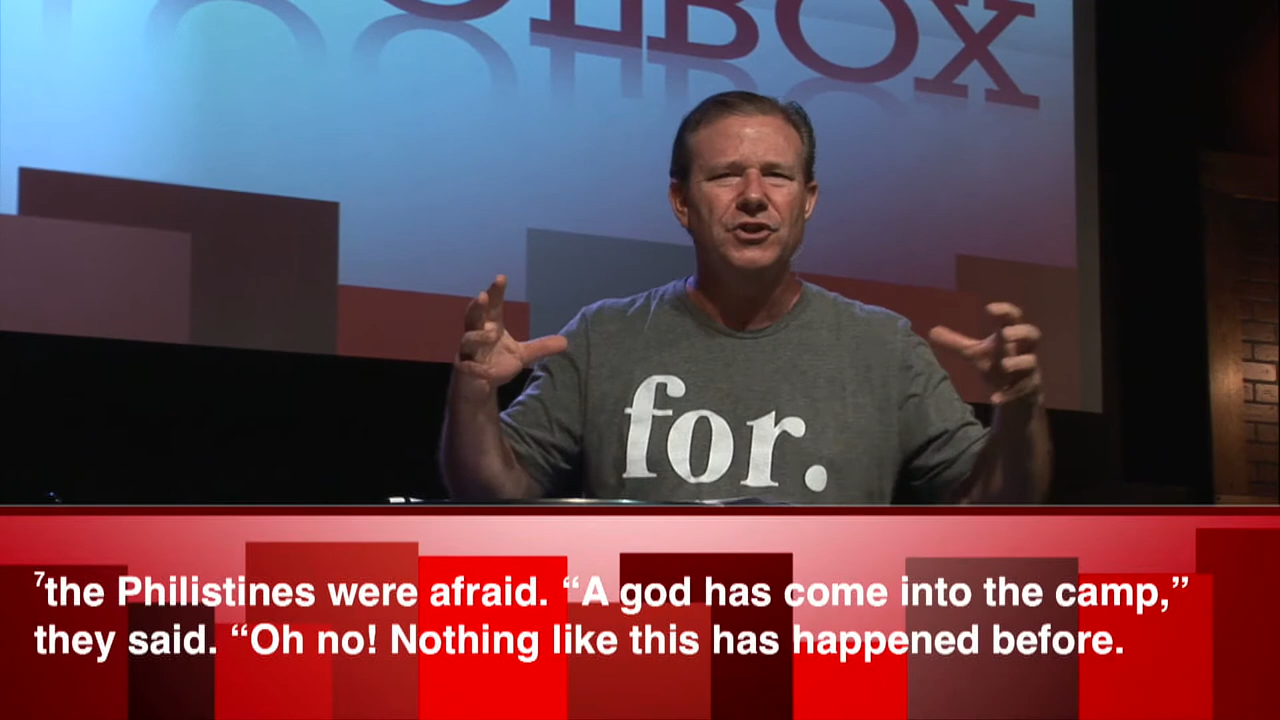 for.
⁷the Philistines were afraid. “A god has come into the camp,”
they said. “Oh no! Nothing like this has happened before.